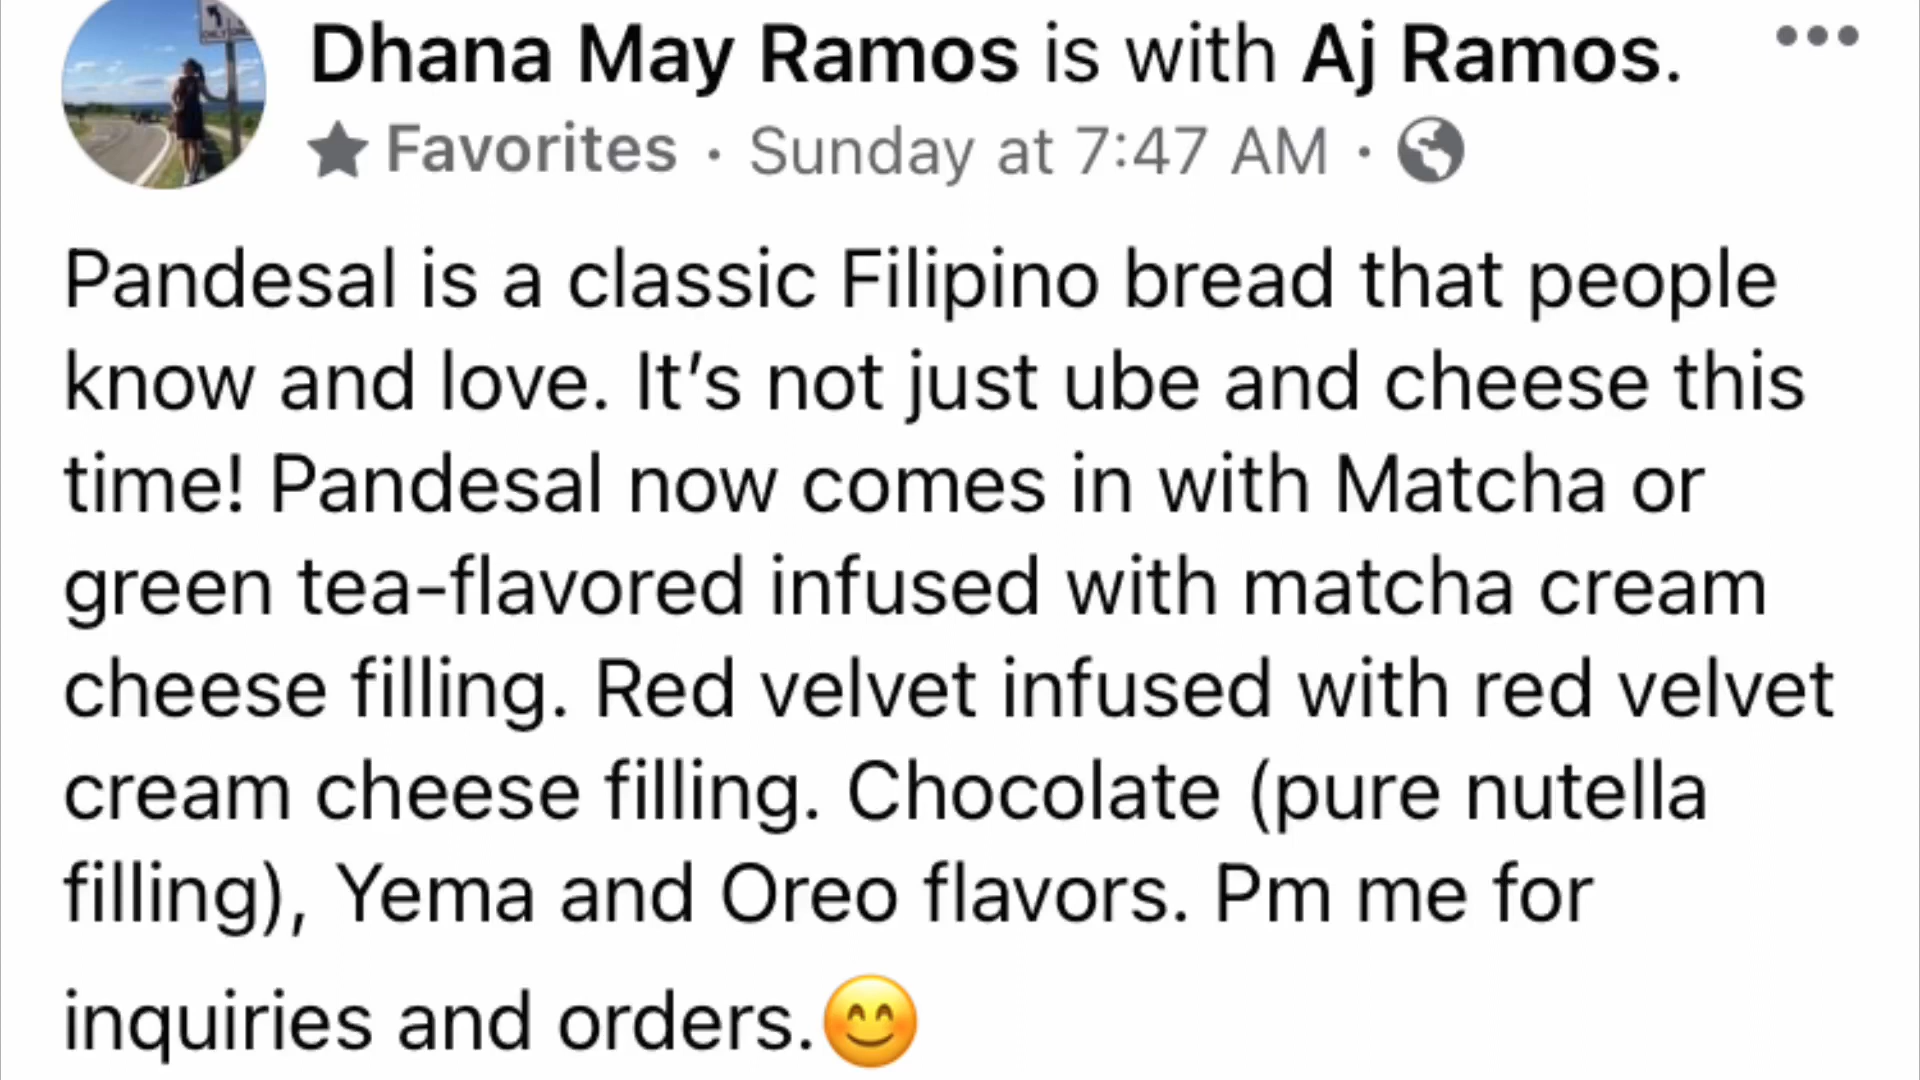 Dhana May Ramos is with Aj Ramos.
Favorites · Sunday at 7:47 AM ·
Pandesal is a classic Filipino bread that people
know and love. It’s not just ube and cheese this
time! Pandesal now comes in with Matcha or
green tea-flavored infused with matcha cream
cheese filling. Red velvet infused with red velvet
cream cheese filling. Chocolate (pure nutella
filling), Yema and Oreo flavors. Pm me for
inquiries and orders.😊